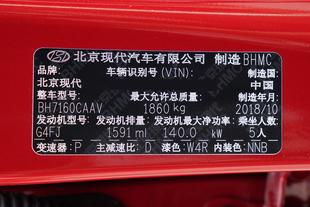 北京现代汽车有限公司 制造 BHMC
品牌: 车辆识别号(VIN): 制造国:
北京现代 中国
型号: 最大允许总质量: 制造年月:
BH7160CAAV 1860 kg 2018/10
发动机型号: 发动机排量: 发动机最大净功率: 乘坐人数:
G4FJ 1591 ml 140.0 kW 5人
变速器: P 主减速比: D 漆色: W4R 内装色: NNB